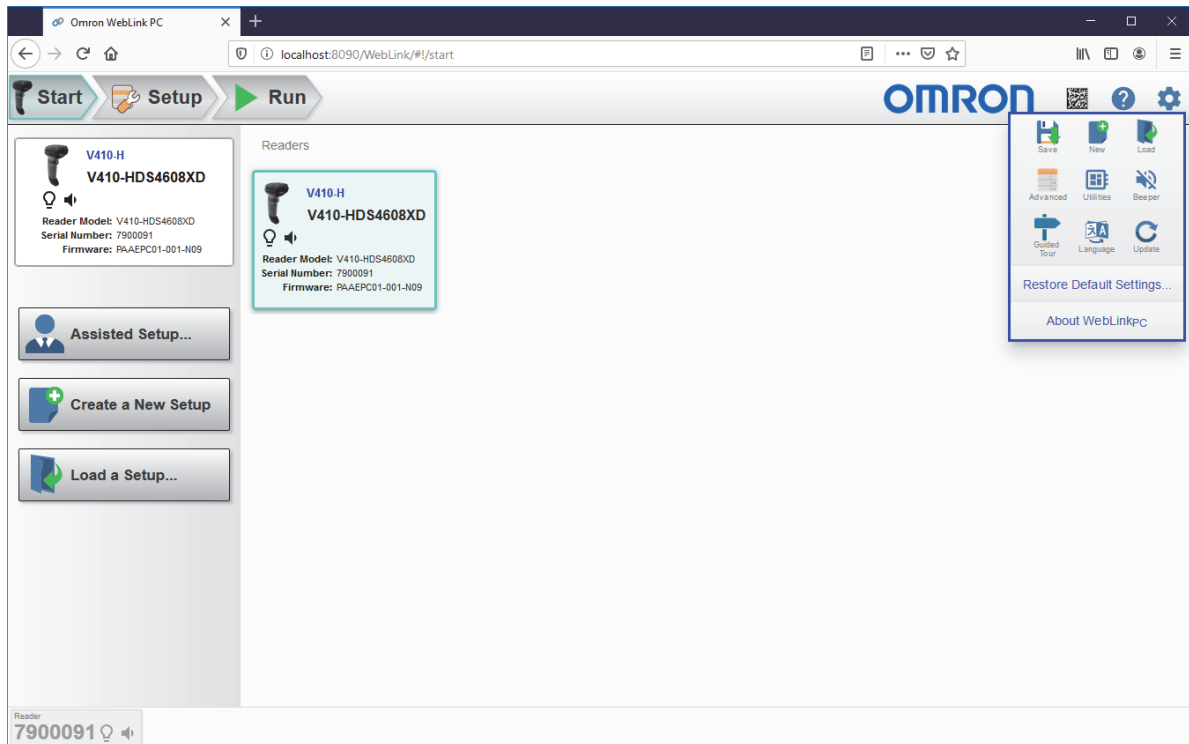 Omron WebLink PC
localhost:8090/WebLink/#!/start
Start
Setup
Run
OMRON
V410-H
V410-HDS4608XD
Reader Model: V410-HDS4608XD
Serial Number: 7900091
Firmware: PAAEPC01-001-N09
Assisted Setup...
Create a New Setup
Load a Setup...
Readers
V410-H
V410-HDS4608XD
Reader Model: V410-HDS4608XD
Serial Number: 7900091
Firmware: PAAEPC01-001-N09
Save
New
Load
Advanced
Utilities
Beeper
Guided
Tour
Language
Update
Restore Default Settings...
About WebLinkPC
Reader
7900091